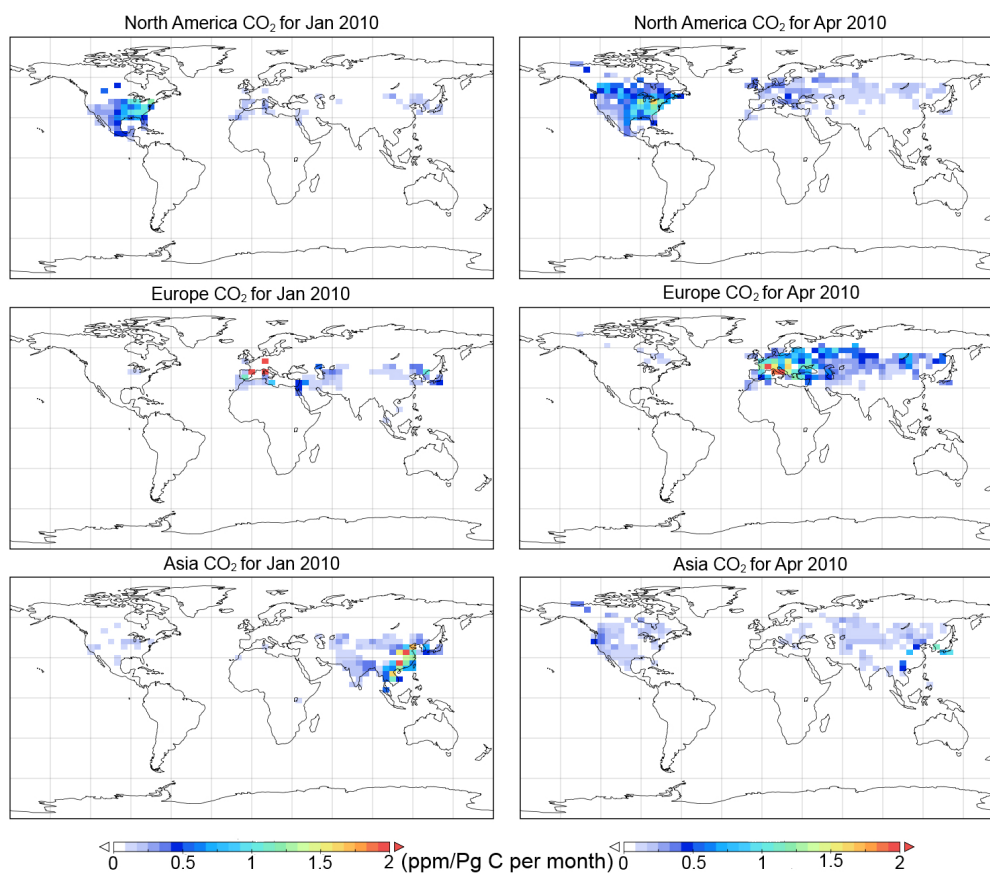 North America CO₂ for Jan 2010
North America CO₂ for Apr 2010
Europe CO₂ for Jan 2010
Europe CO₂ for Apr 2010
Asia CO₂ for Jan 2010
Asia CO₂ for Apr 2010
0 0.5 1 1.5 2 (ppm/Pg C per month) 0 0.5 1 1.5 2